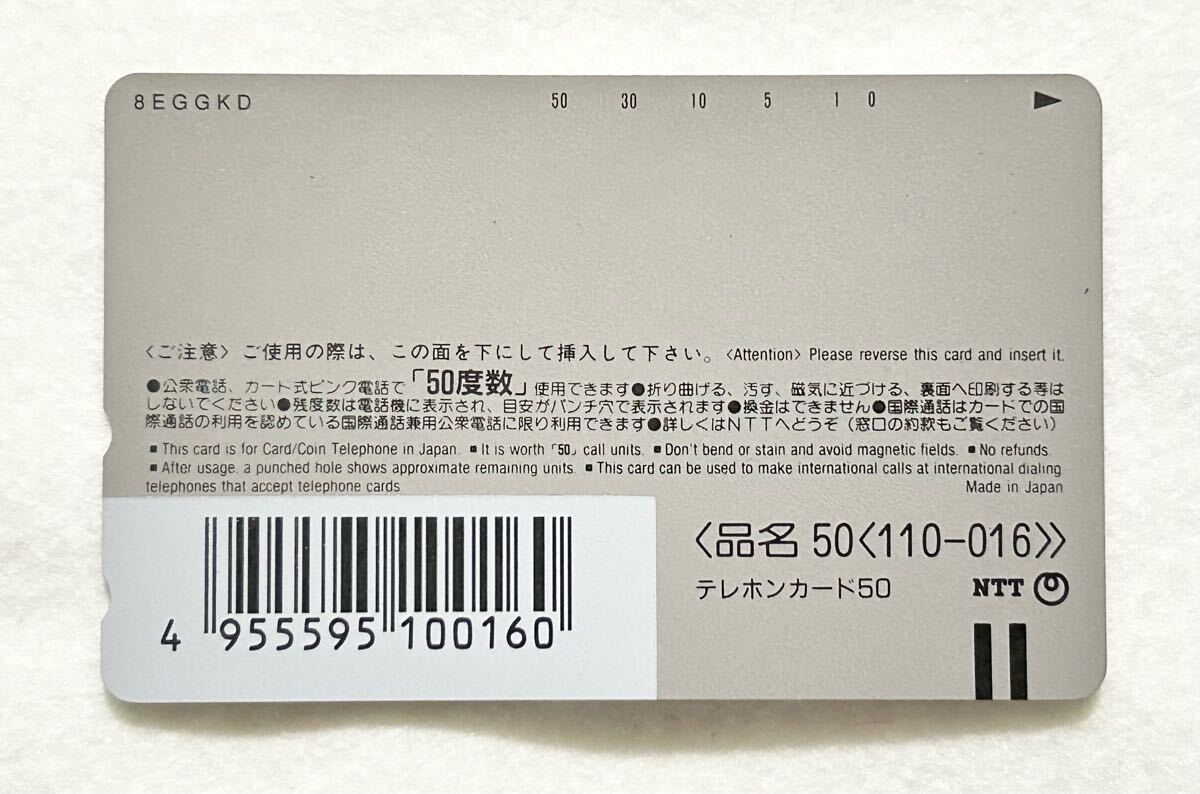 8EGGKD 50 30 10 5 1 0
〈ご注意〉ご使用の際は、この面を下にして挿入して下さい。〈Attention〉Please reverse this card and insert it.
●公衆電話、カード式ピンク電話で「50度数」使用できます●折り曲げる、汚す、磁気に近づける、裏面へ印刷する等は
しないでください●残度数は電話機に表示され、目安がパンチ穴で表示されます●換金はできません●国際通話はカードでの国
際通話の利用を認めている国際通話兼用公衆電話に限り利用できます●詳しくはNTTへどうぞ(窓口の約款もご覧ください)
■ This card is for Card/Coin Telephone in Japan. ■ It is worth「50」call units. ■ Don't bend or stain and avoid magnetic fields. ■ No refunds.
■ After usage, a punched hole shows approximate remaining units. ■ This card can be used to make international calls at international dialing
telephones that accept telephone cards.
Made in Japan
〈品名 50〈110-016〉〉
テレホンカード50 NTT
4 955595 100160